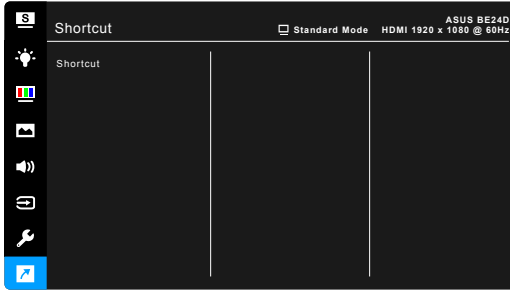 S
Shortcut
Standard Mode
ASUS BE24D
HDMI 1920 x 1080 @ 60Hz
Shortcut